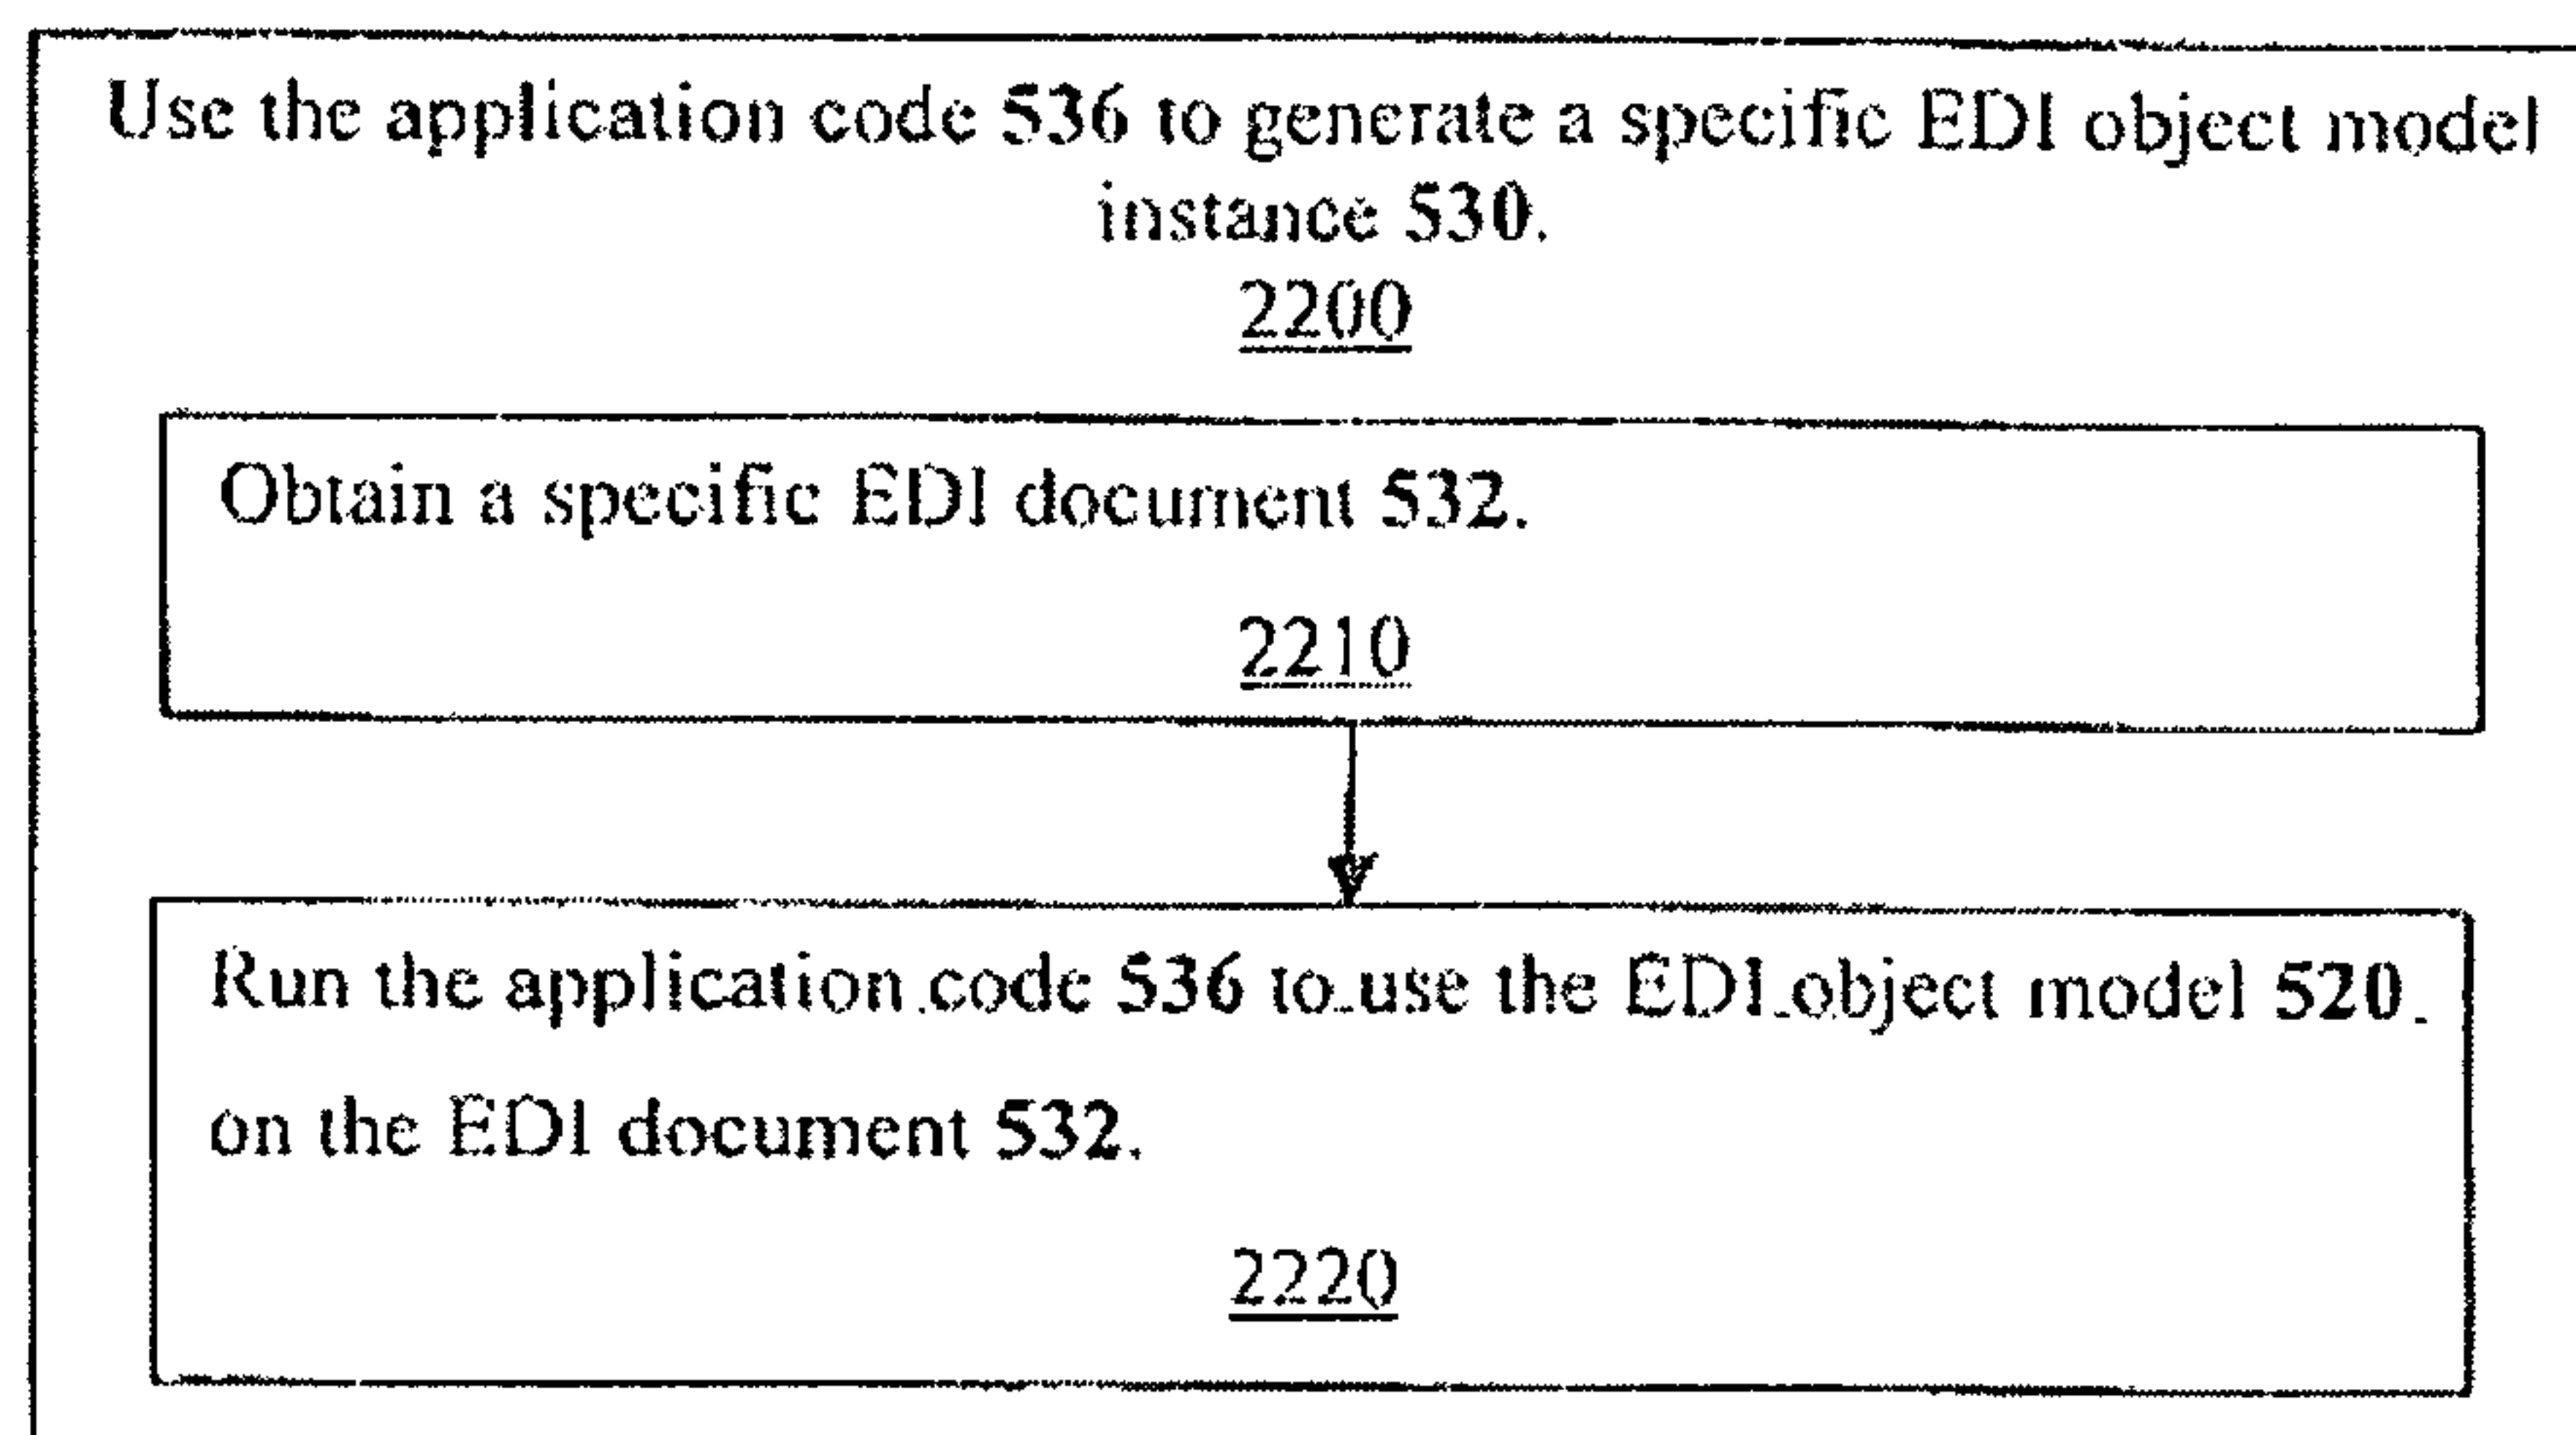 Use the application code 536 to generate a specific EDI object model
instance 530.
2200
Obtain a specific EDI document 532.
2210
Run the application code 536 to use the EDI object model 520
on the EDI document 532.
2220